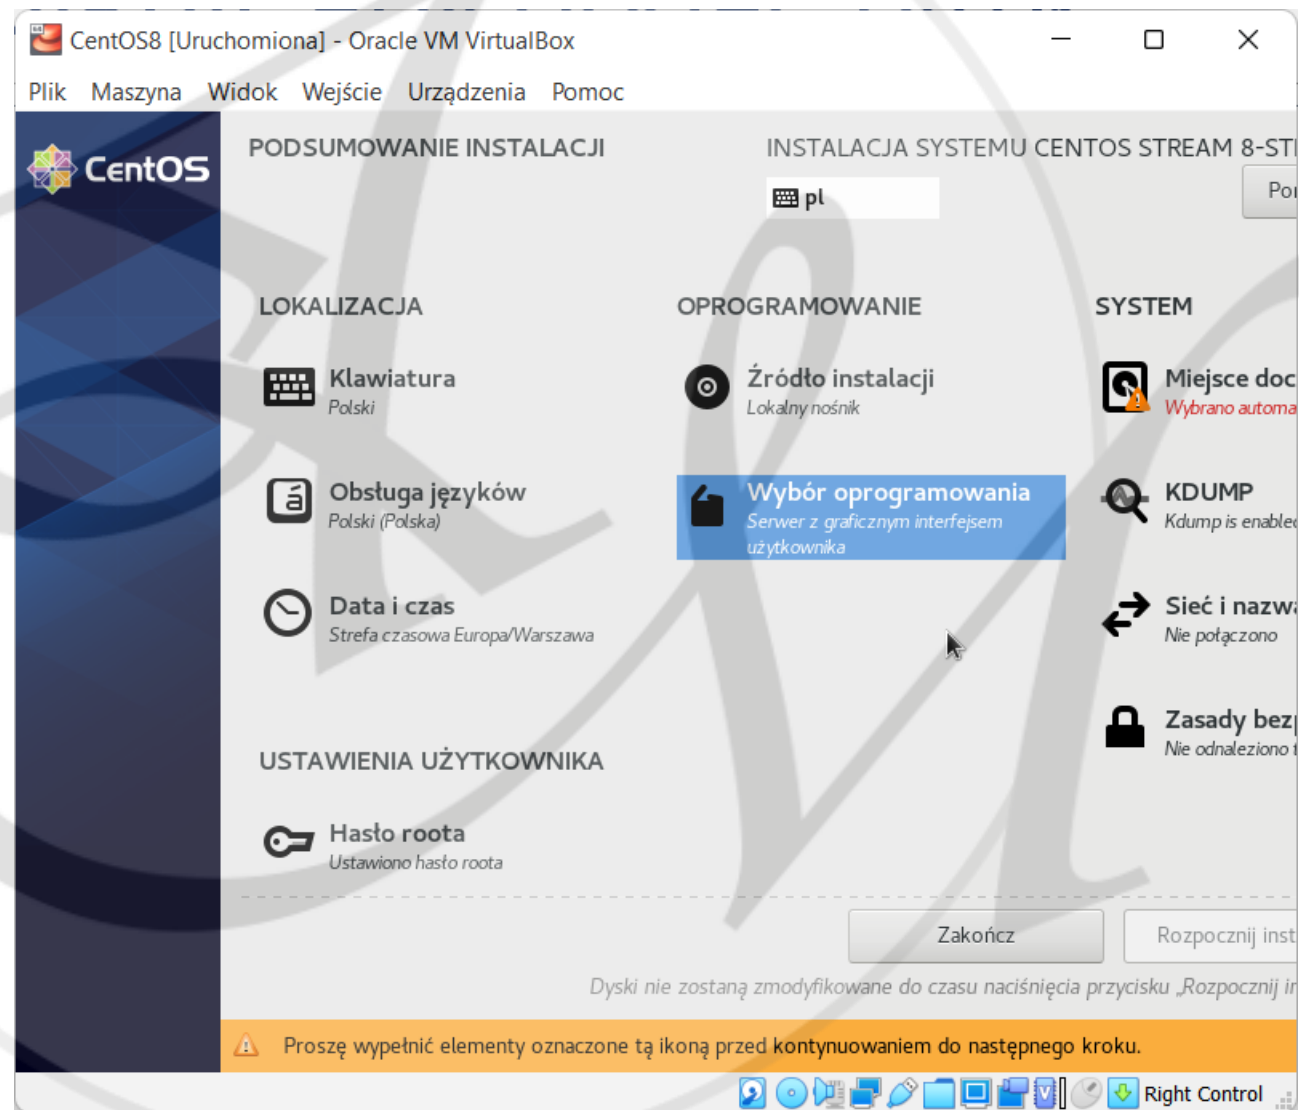 CentOS8 [Uruchomiona] - Oracle VM VirtualBox
Plik Maszyna Widok Wejście Urządzenia Pomoc
CentOS
PODSUMOWANIE INSTALACJI
INSTALACJA SYSTEMU CENTOS STREAM 8-ST
pl
LOKALIZACJA
Klawiatura
Polski
Obsługa języków
Polski (Polska)
Data i czas
Strefa czasowa Europa/Warszawa
USTAWIENIA UŻYTKOWNIKA
Hasło roota
Ustawiono hasło roota
OPROGRAMOWANIE
Źródło instalacji
Lokalny nośnik
Wybór oprogramowania
Serwer z graficznym interfejsem
użytkownika
SYSTEM
Miejsce doc
Wybrano automa
KDUMP
Kdump is enabled
Sieć i nazwa
Nie połączono
Zasady bez
Nie odnaleziono
Zakończ
Rozpocznij inst
Dyski nie zostaną zmodyfikowane do czasu naciśnięcia przycisku „Rozpocznij in
Proszę wypełnić elementy oznaczone tą ikoną przed kontynuowaniem do następnego kroku.
Right Control